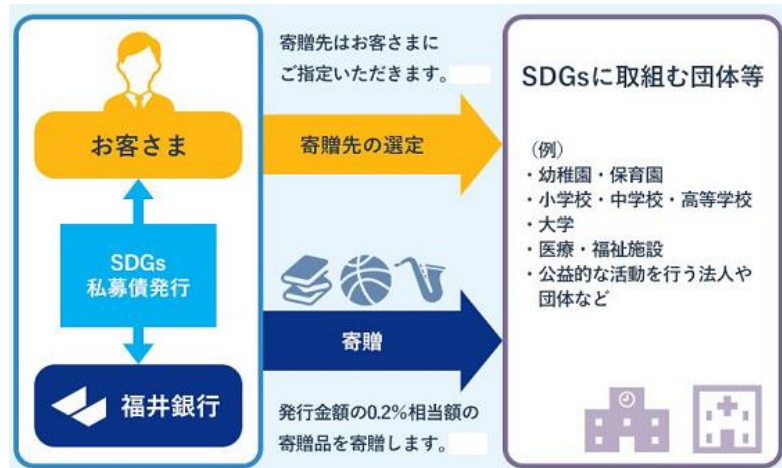 お客さま
SDGs
私募債発行
福井銀行
寄贈先はお客さまに
ご指定いただきます。
寄贈先の選定
寄贈
発行金額の0.2%相当額の
寄贈品を寄贈します。
SDGsに取組む団体等
（例）
・幼稚園・保育園
・小学校・中学校・高等学校
・大学
・医療・福祉施設
・公益的な活動を行う法人や
団体など